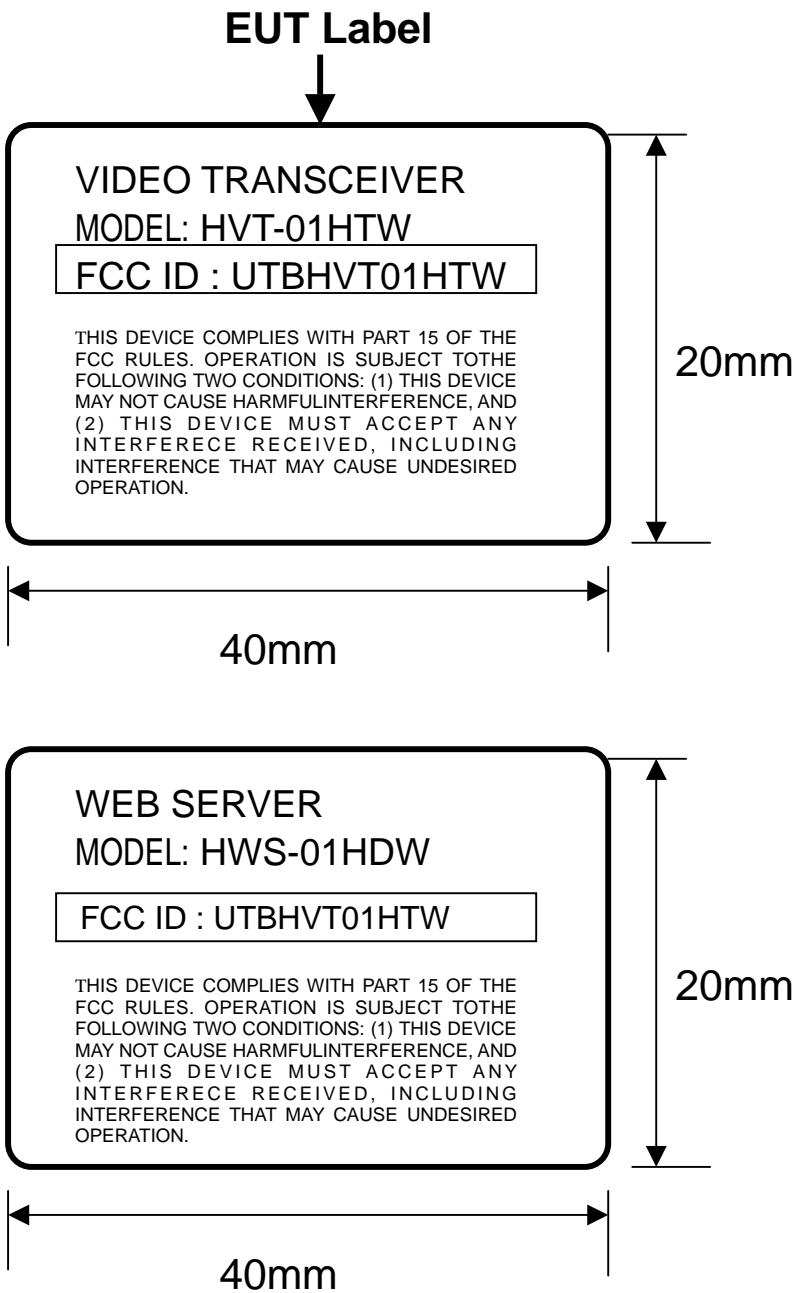 EUT Label
VIDEO TRANSCEIVER
MODEL: HVT-01HTW
FCC ID : UTBHVT01HTW
THIS DEVICE COMPLIES WITH PART 15 OF THE
FCC RULES. OPERATION IS SUBJECT TOTHE
FOLLOWING TWO CONDITIONS: (1) THIS DEVICE
MAY NOT CAUSE HARMFULINTERFERENCE, AND
(2) THIS DEVICE MUST ACCEPT ANY
INTERFERECE RECEIVED, INCLUDING
INTERFERENCE THAT MAY CAUSE UNDESIRED
OPERATION.
20mm
40mm
WEB SERVER
MODEL: HWS-01HDW
FCC ID : UTBHVT01HTW
THIS DEVICE COMPLIES WITH PART 15 OF THE
FCC RULES. OPERATION IS SUBJECT TOTHE
FOLLOWING TWO CONDITIONS: (1) THIS DEVICE
MAY NOT CAUSE HARMFULINTERFERENCE, AND
(2) THIS DEVICE MUST ACCEPT ANY
INTERFERECE RECEIVED, INCLUDING
INTERFERENCE THAT MAY CAUSE UNDESIRED
OPERATION.
20mm
40mm